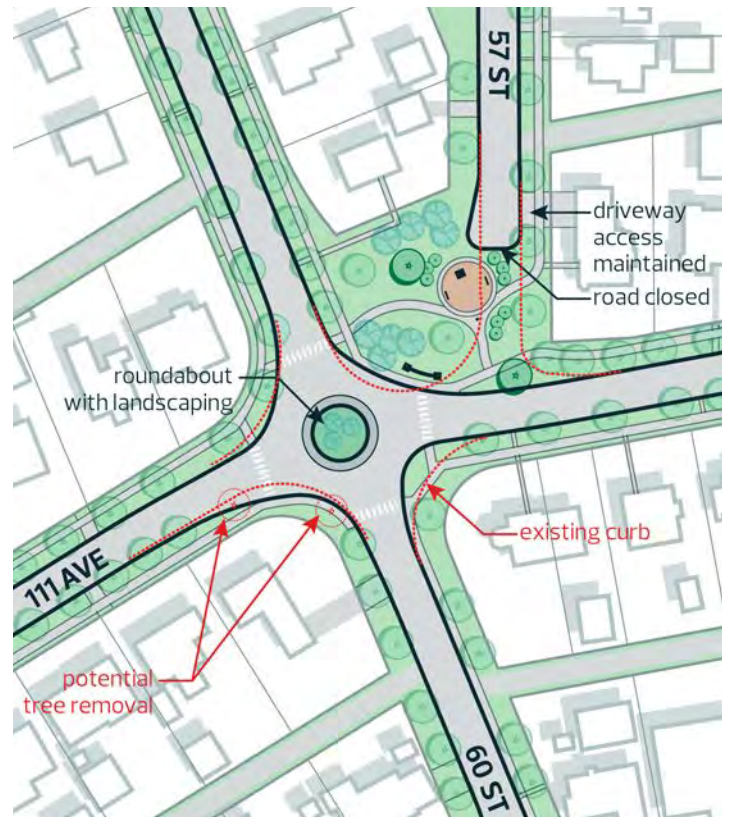 57 ST
driveway
access
maintained
road closed
roundabout
with landscaping
existing curb
111 AVE
potential
tree removal
60 ST